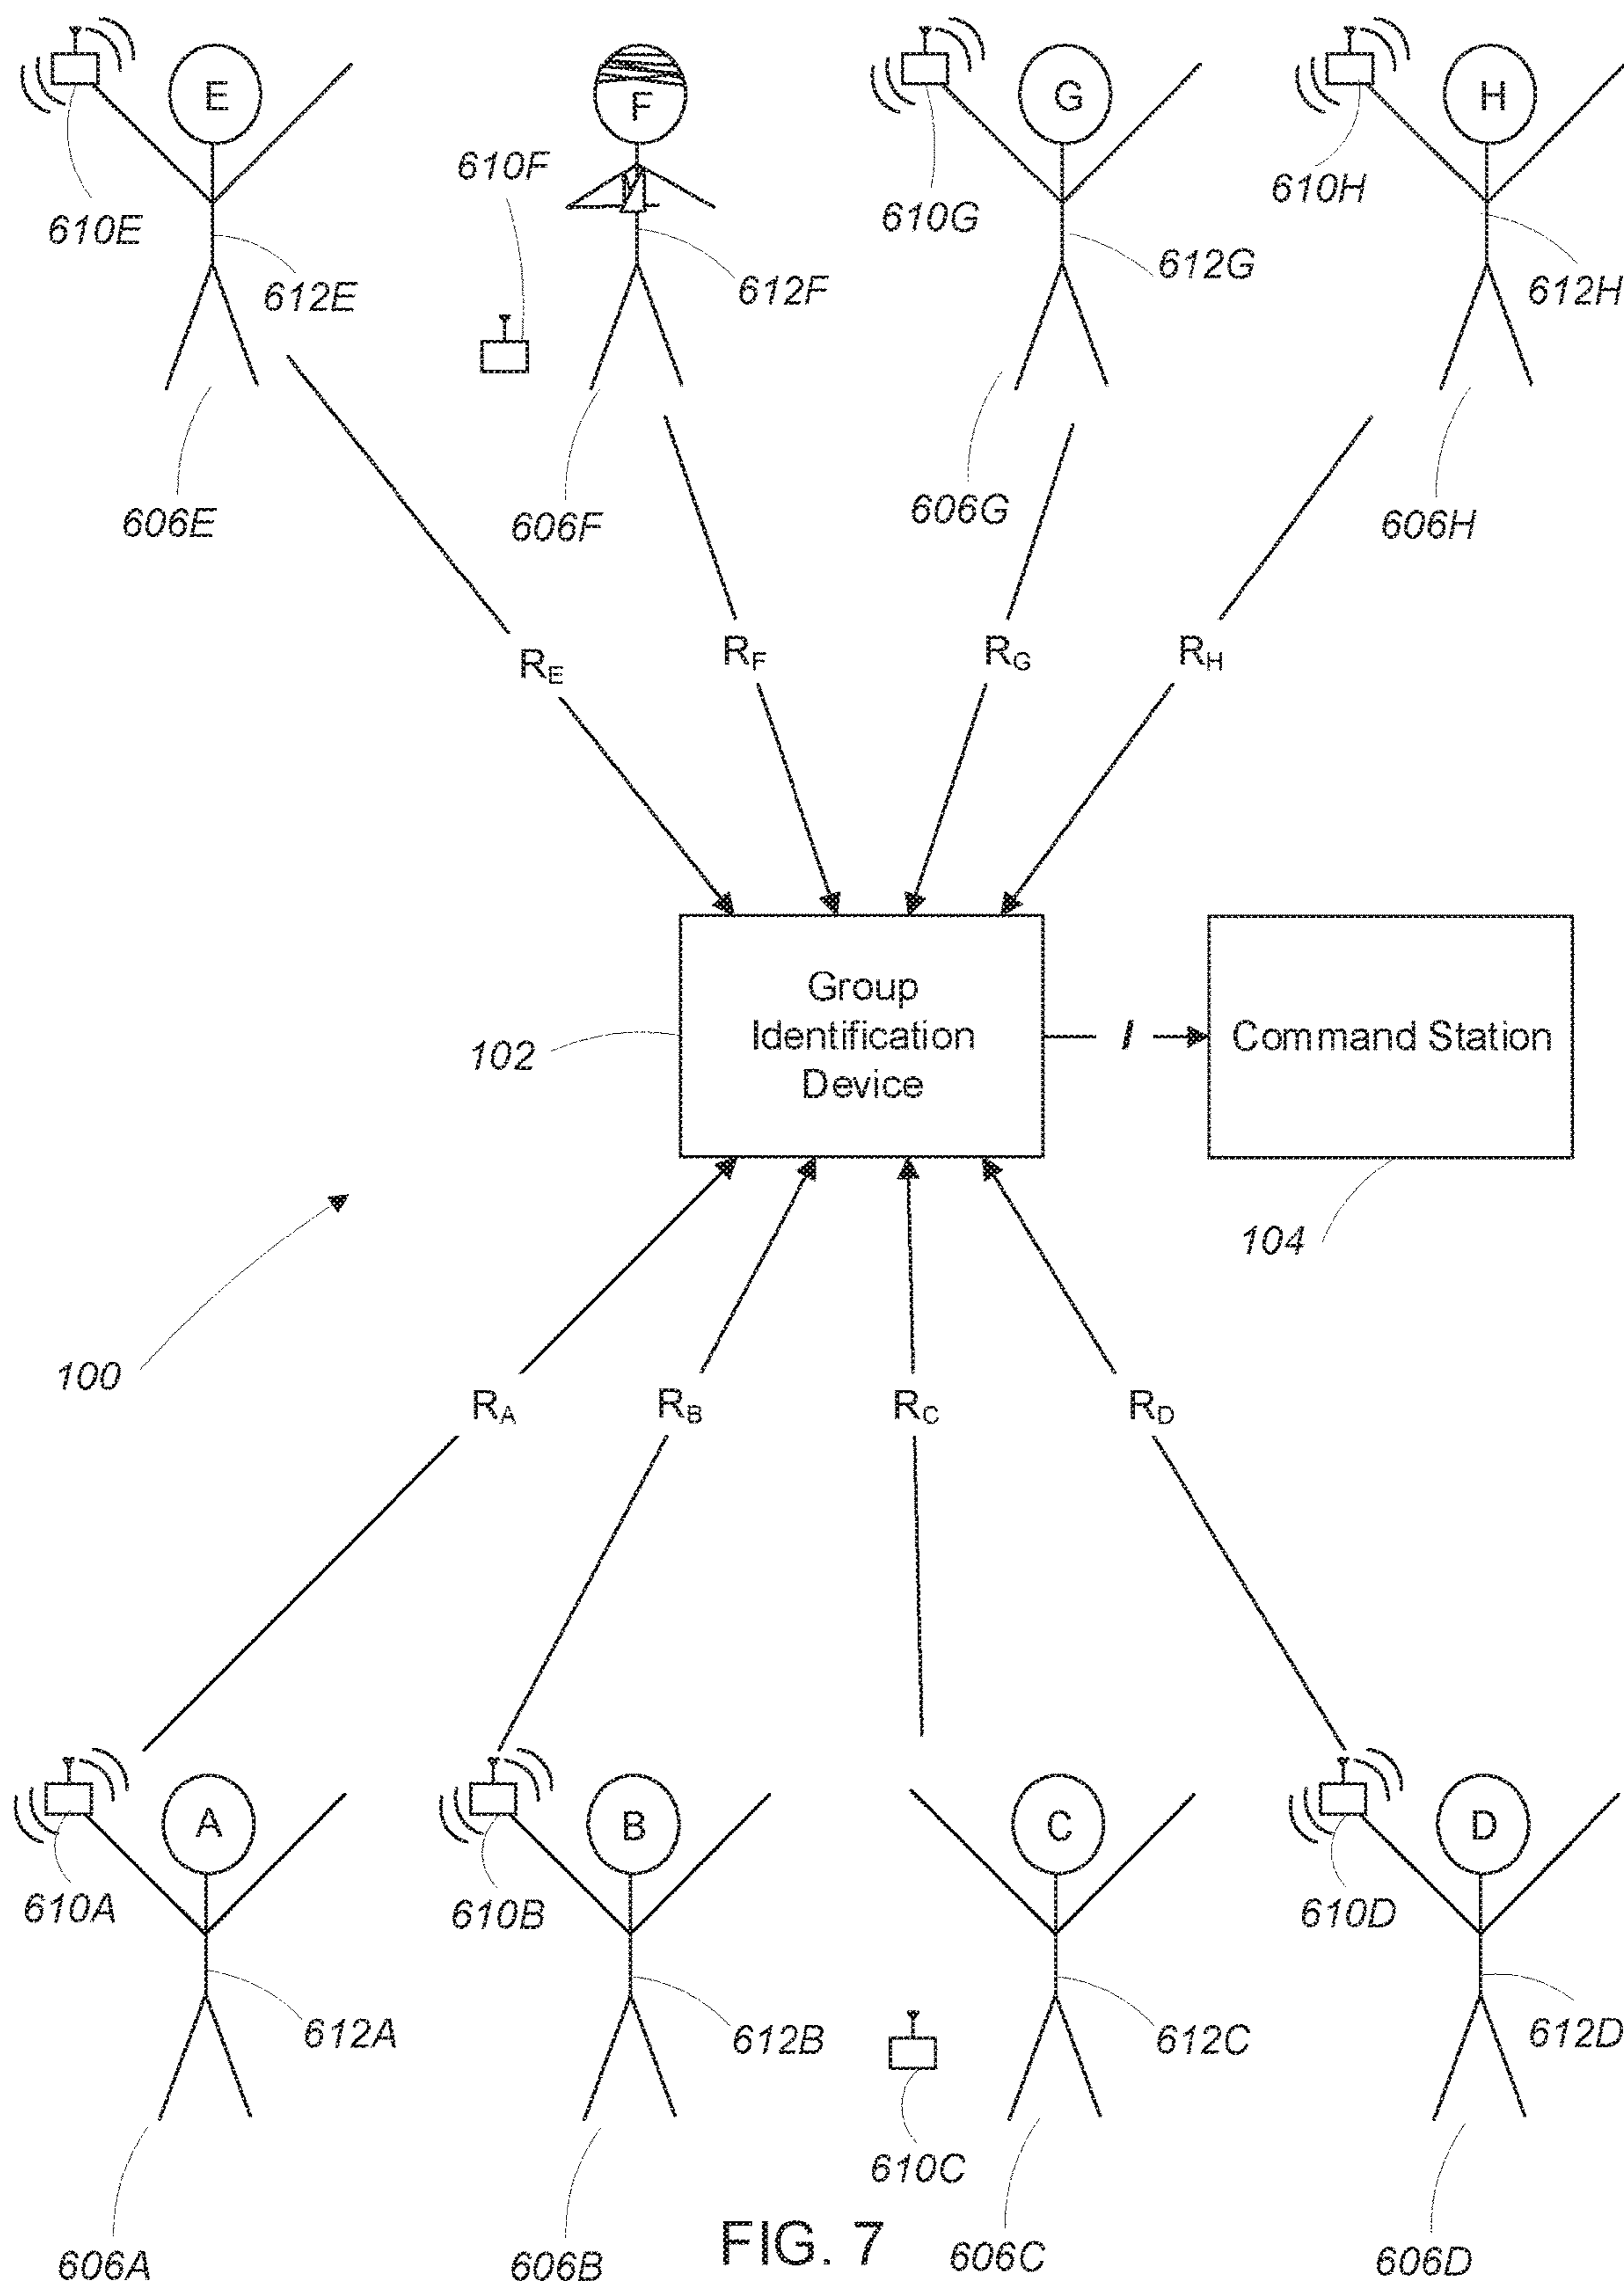 E
F
G
H
610E
610F
610G
610H
612E
612F
612G
612H
606E
606F
606G
606H
RE
RF
RG
RH
Group
Identification
Device
I
Command Station
102
104
100
RA
RB
RC
RD
A
B
C
D
610A
610B
610D
612A
612B
612C
612D
610C
606A
606B
606C
606D
FIG. 7